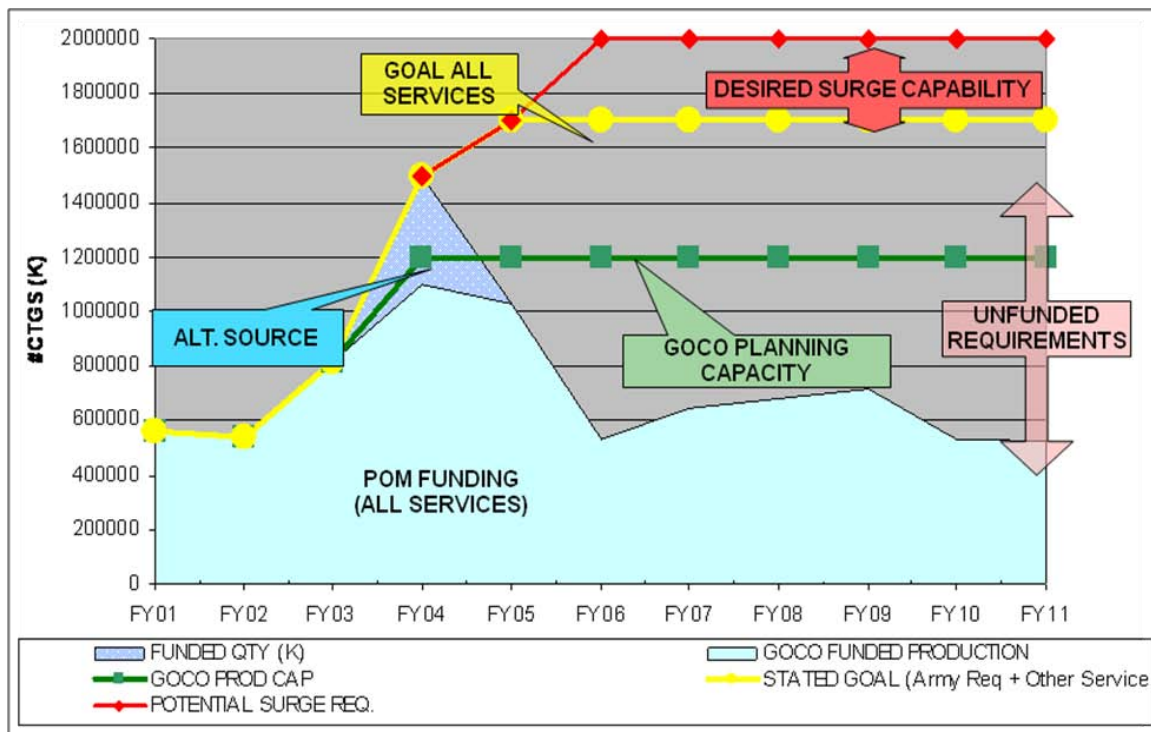 2000000
1800000
1600000
1400000
1200000
1000000
800000
600000
400000
200000
0
#CTGS (K)
GOAL ALL
SERVICES
DESIRED SURGE CAPABILITY
ALT. SOURCE
GOCO PLANNING
CAPACITY
UNFUNDED
REQUIREMENTS
POM FUNDING
(ALL SERVICES)
FY01 FY02 FY03 FY04 FY05 FY06 FY07 FY08 FY09 FY10 FY11
FUNDED QTY (K) GOCO FUNDED PRODUCTION
GOCO PROD CAP STATED GOAL (Army Req + Other Service
POTENTIAL SURGE REQ.